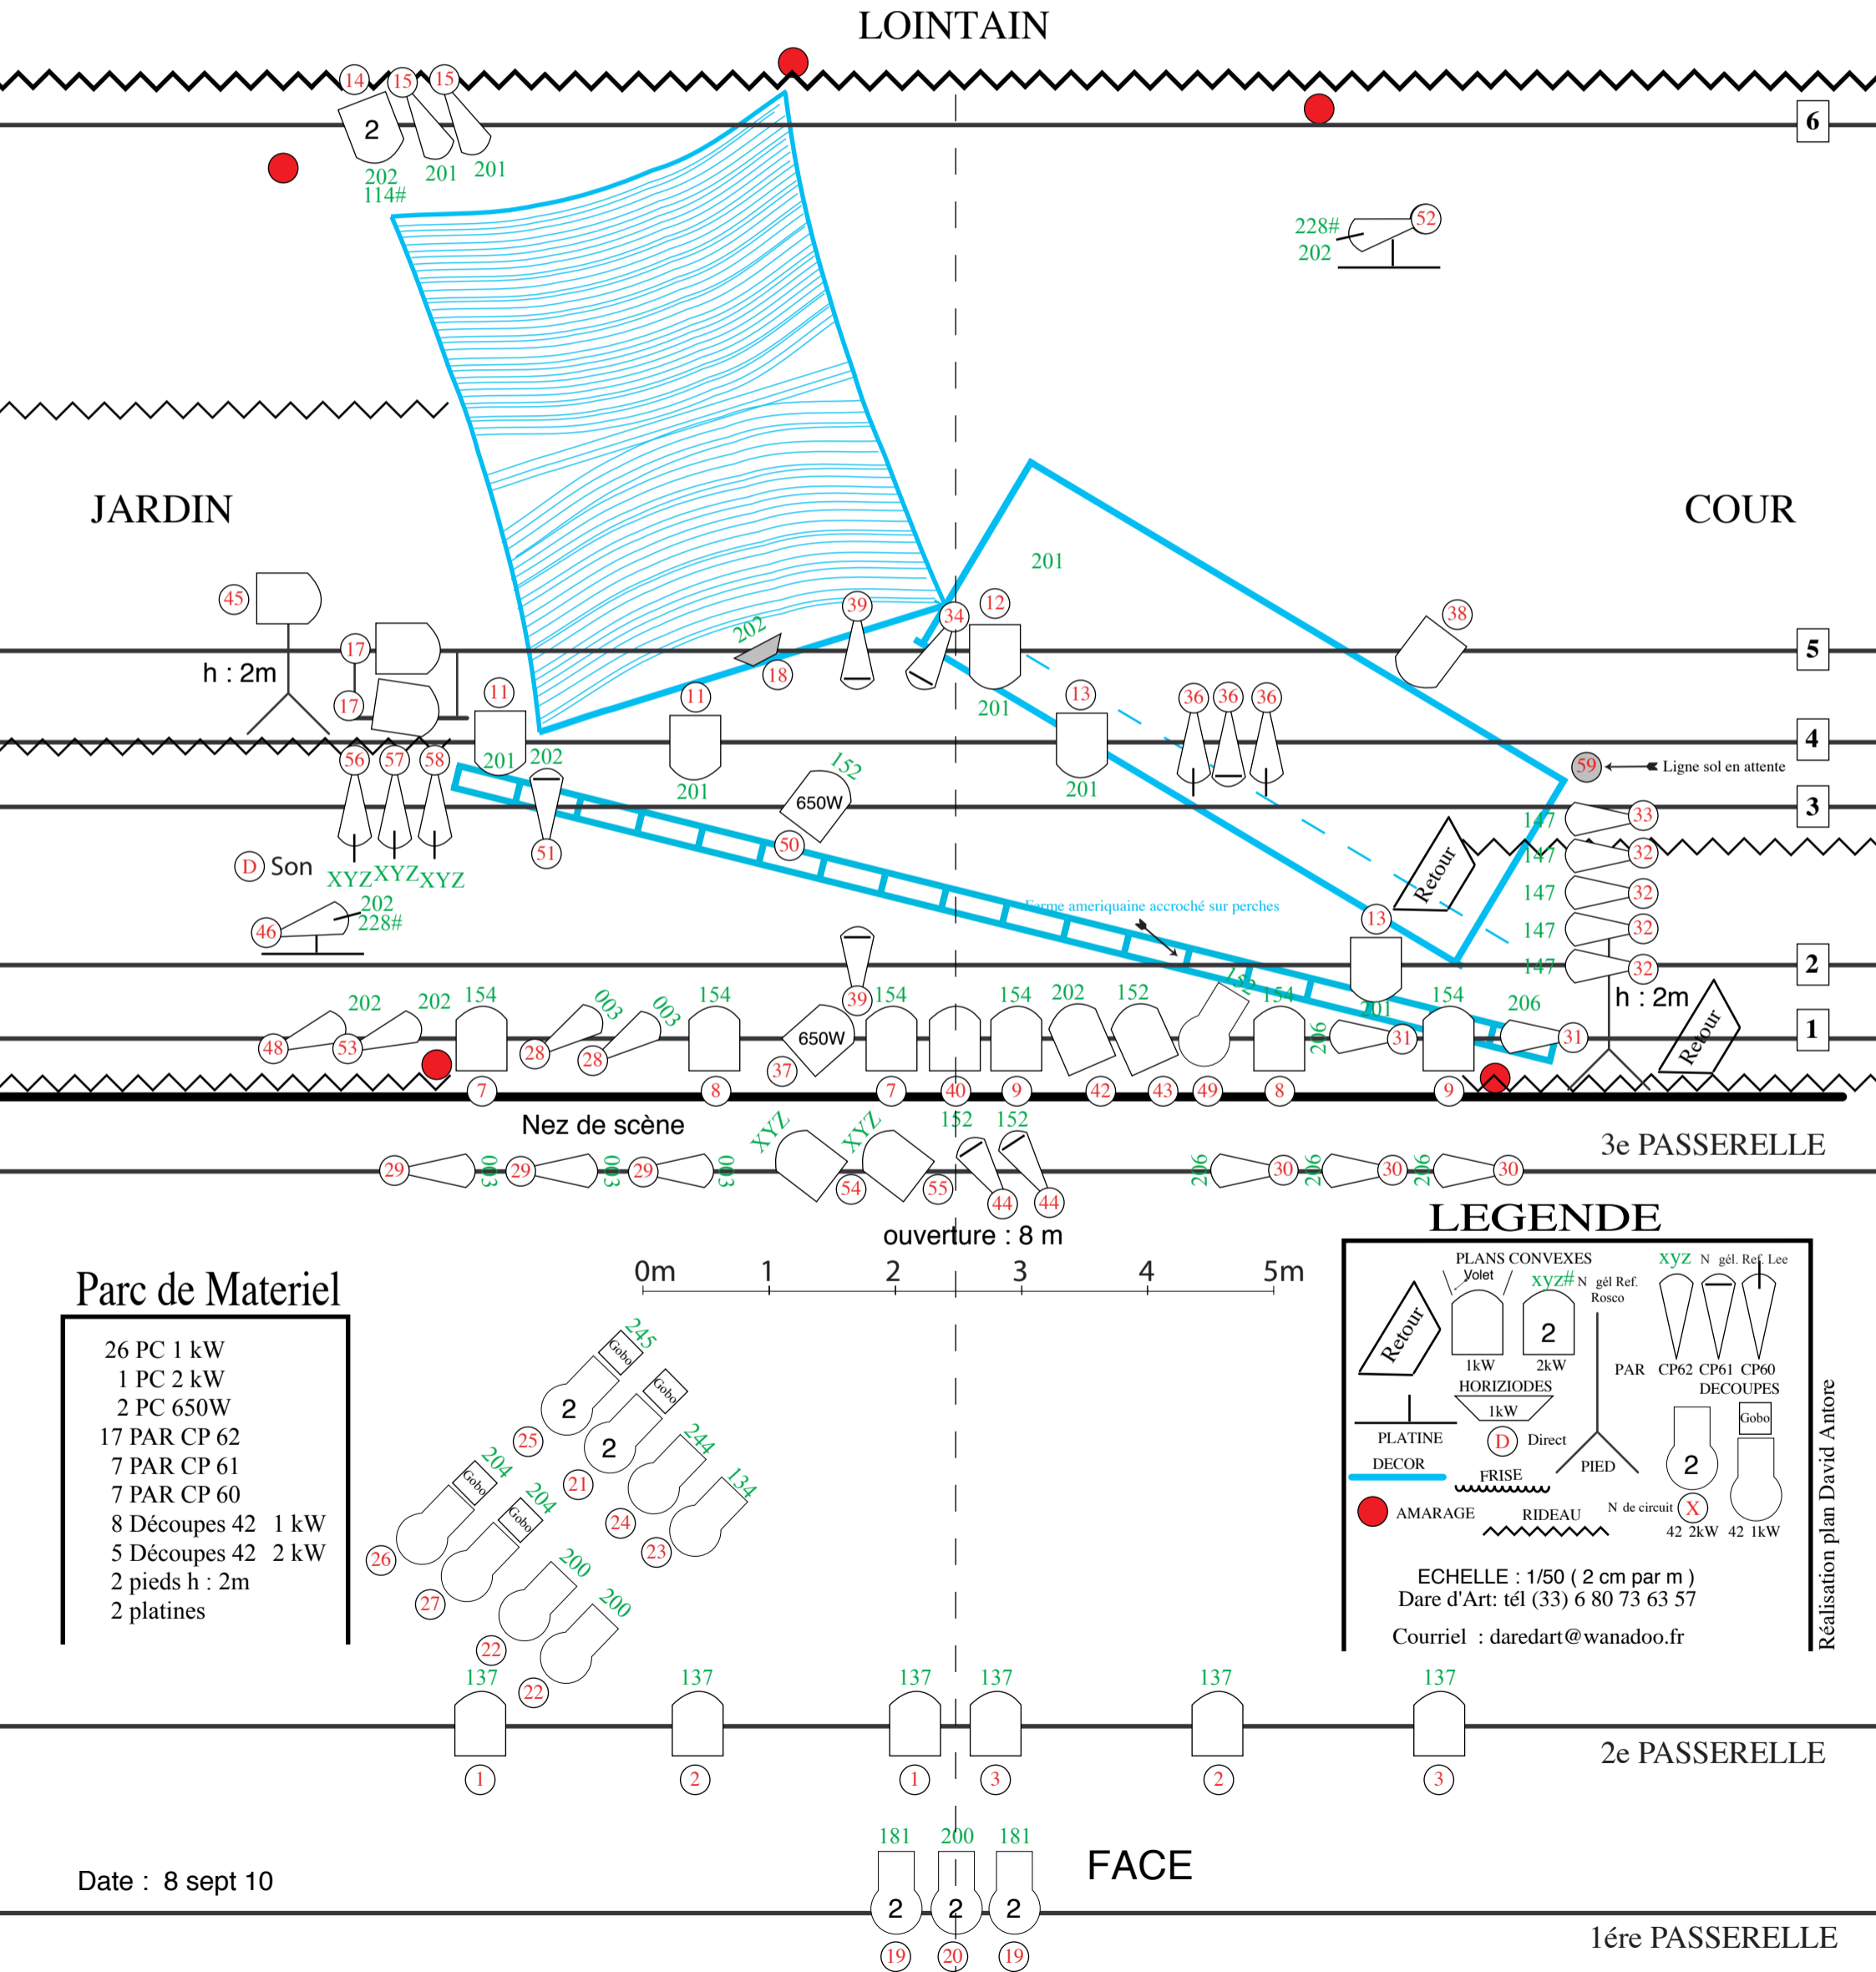 LOINTAIN
14 15 15
6
2
202 201 201
114#
52
228#
202
JARDIN
COUR
201
45
39
34
12
38
17
202
5
h : 2m
18
17
11
11
201
13
36 36 36
4
56 57 58
201 202
152
59 Ligne sol en attente
201
201
650W
3
33
147
50
51
147 32
D Son
XYZ XYZ XYZ
Retour
147 32
202
228#
46
Ferme ameriquaine accroché sur perches
13
147 32
2
147 32
39
152
h : 2m
202 202 154 003 003 154 154 154 202 152 154 201 154 206
48 53 28 28 650W 206 31 31
1
Retour
37
7 8 7 40 9 42 43 49 8 9
Nez de scène
XYZ XYZ 152 152
3e PASSERELLE
29 003 29 003 29 003 206 30 206 30 206 30
54 55 44 44
ouverture : 8 m
0m 1 2 3 4 5m
LEGENDE
PLANS CONVEXES
xyz N gél. Ref. Lee
Volet
xyz# N gél Ref.
Rosco
Retour
2
1kW 2kW
PAR CP62 CP61 CP60
HORIZIODES
DECOUPES
1kW
Gobo
PLATINE
D Direct
DECOR
FRISE
PIED
2
AMARAGE
RIDEAU
N de circuit X
42 2kW 42 1kW
ECHELLE : 1/50 ( 2 cm par m )
Dare d'Art: tél (33) 6 80 73 63 57
Courriel : daredart@wanadoo.fr
Réalisation plan David Antore
Parc de Materiel
26 PC 1 kW
1 PC 2 kW
2 PC 650W
17 PAR CP 62
7 PAR CP 61
7 PAR CP 60
8 Découpes 42 1 kW
5 Découpes 42 2 kW
2 pieds h : 2m
2 platines
245
Gobo
Gobo
2
25
2
244
204
Gobo
21
134
204
Gobo
24
23
26
200
27
200
22
22
137 137 137 137 137 137
2e PASSERELLE
1 2 1 3 2 3
181 200 181
FACE
Date : 8 sept 10
2 2 2
1ére PASSERELLE
19 20 19